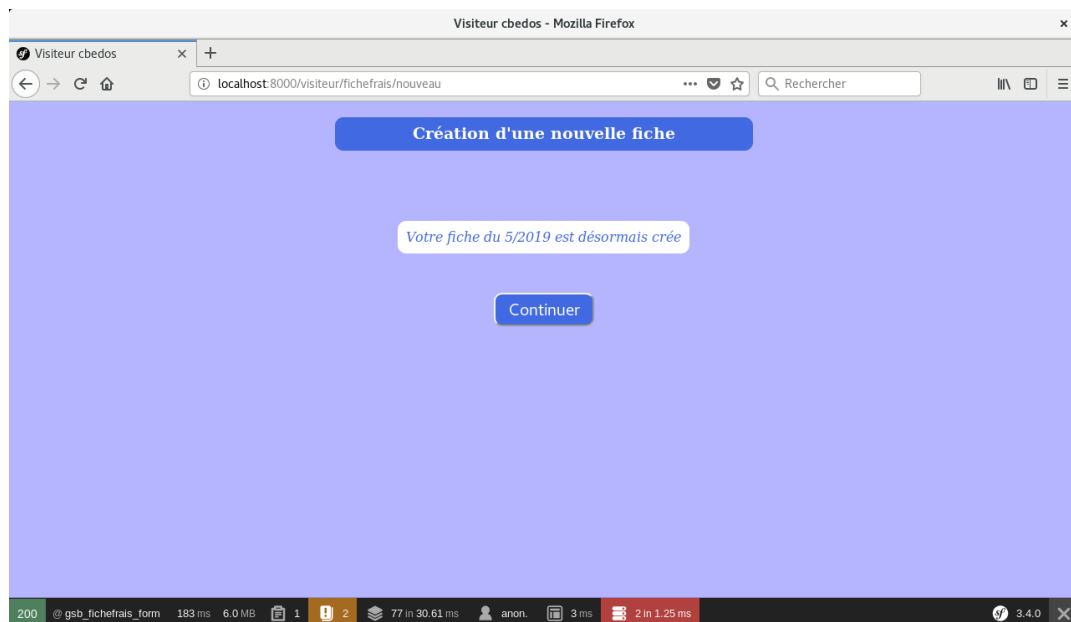 Visiteur cbedos - Mozilla Firefox
Visiteur cbedos
localhost:8000/visiteur/fichefrais/nouveau
Rechercher
Création d'une nouvelle fiche
Votre fiche du 5/2019 est désormais crée
Continuer
200 @ gsb_fichefrais_form 183 ms 6.0 MB 1 2 77 in 30.61 ms anon. 3 ms 2 in 1.25 ms sf 3.4.0